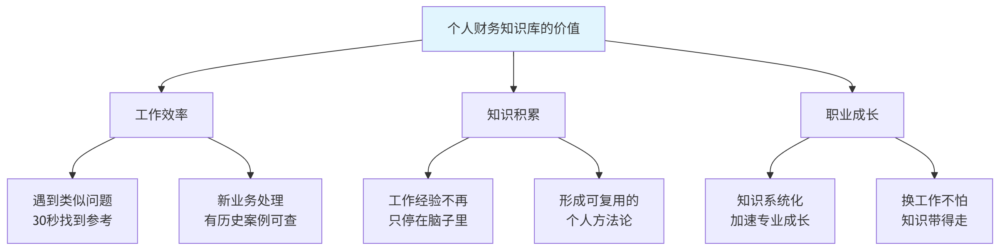 个人财务知识库的价值
工作效率
知识积累
职业成长
遇到类似问题
30秒找到参考
新业务处理
有历史案例可查
工作经验不再
只停在脑子里
形成可复用的
个人方法论
知识系统化
加速专业成长
换工作不怕
知识带得走